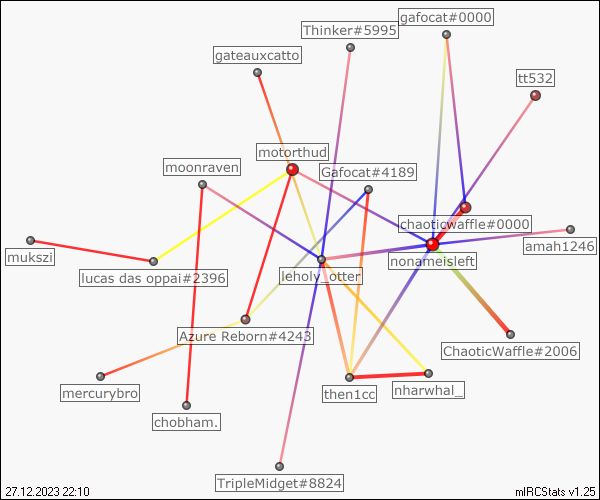 gafocat#0000
Thinker#5995
gateauxcatto
tt532
motorthud
moonraven
Gafocat#4189
chaoticwaffle#0000
amah1246
mukszi
nonameisleft
lucas das oppai#2396
leholy_otter
Azure Reborn#4243
ChaoticWaffle#2006
mercurybro
then1cc
nharwhal_
chobham.
TripleMidget#8824
27.12.2023 22:10
mIRCStats v1.25